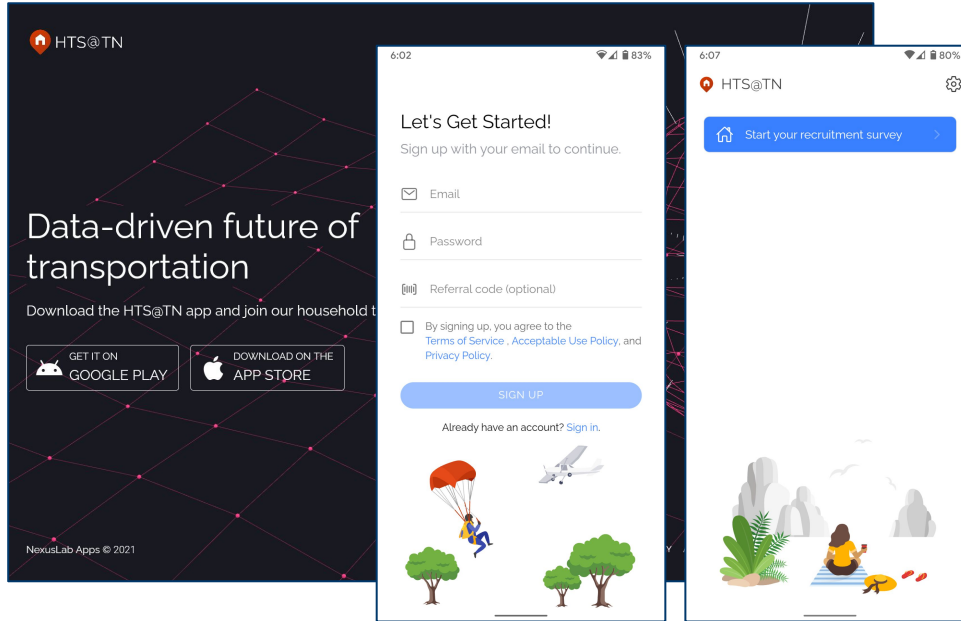 HTS@TN
Data-driven future of
transportation
Download the HTS@TN app and join our household t
GET IT ON
GOOGLE PLAY
DOWNLOAD ON THE
APP STORE
NexusLab Apps © 2021
6:02
83%
Let's Get Started!
Sign up with your email to continue.
Email
Password
Referral code (optional)
By signing up, you agree to the
Terms of Service , Acceptable Use Policy, and
Privacy Policy.
SIGN UP
Already have an account? Sign in.
6:07
80%
HTS@TN
Start your recruitment survey